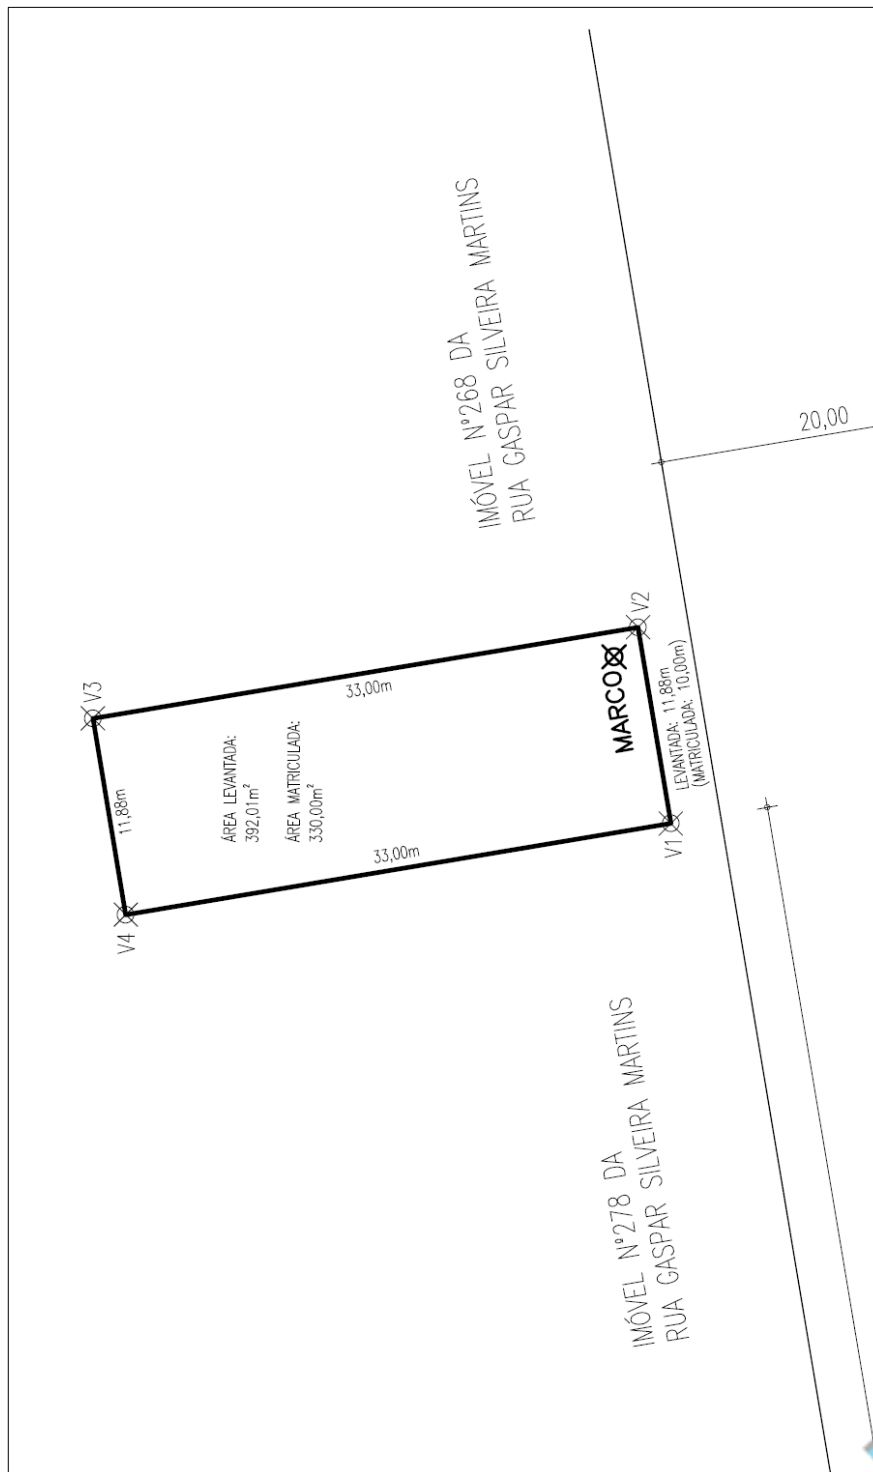 IMÓVEL Nº268 DA
RUA GASPAR SILVEIRA MARTINS
20,00
V3
V2
33,00m
MARCO
11,88m
ÁREA LEVANTADA:
392,01m²
ÁREA MATRICULADA:
330,00m²
LEVANTADA: 11,88m
(MATRICULADA: 10,00m)
33,00m
V1
V4
IMÓVEL Nº278 DA
RUA GASPAR SILVEIRA MARTINS